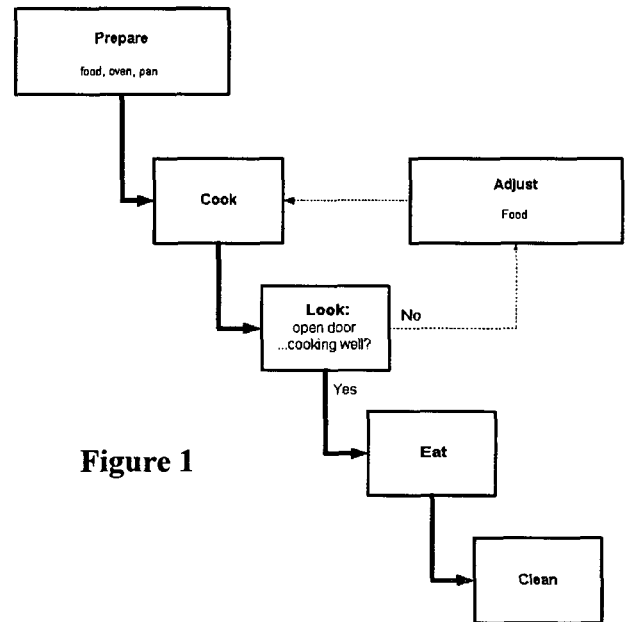 Prepare
food, oven, pan
Cook
Adjust
Food
Look:
open door
...cooking well?
No
Yes
Eat
Figure 1
Clean